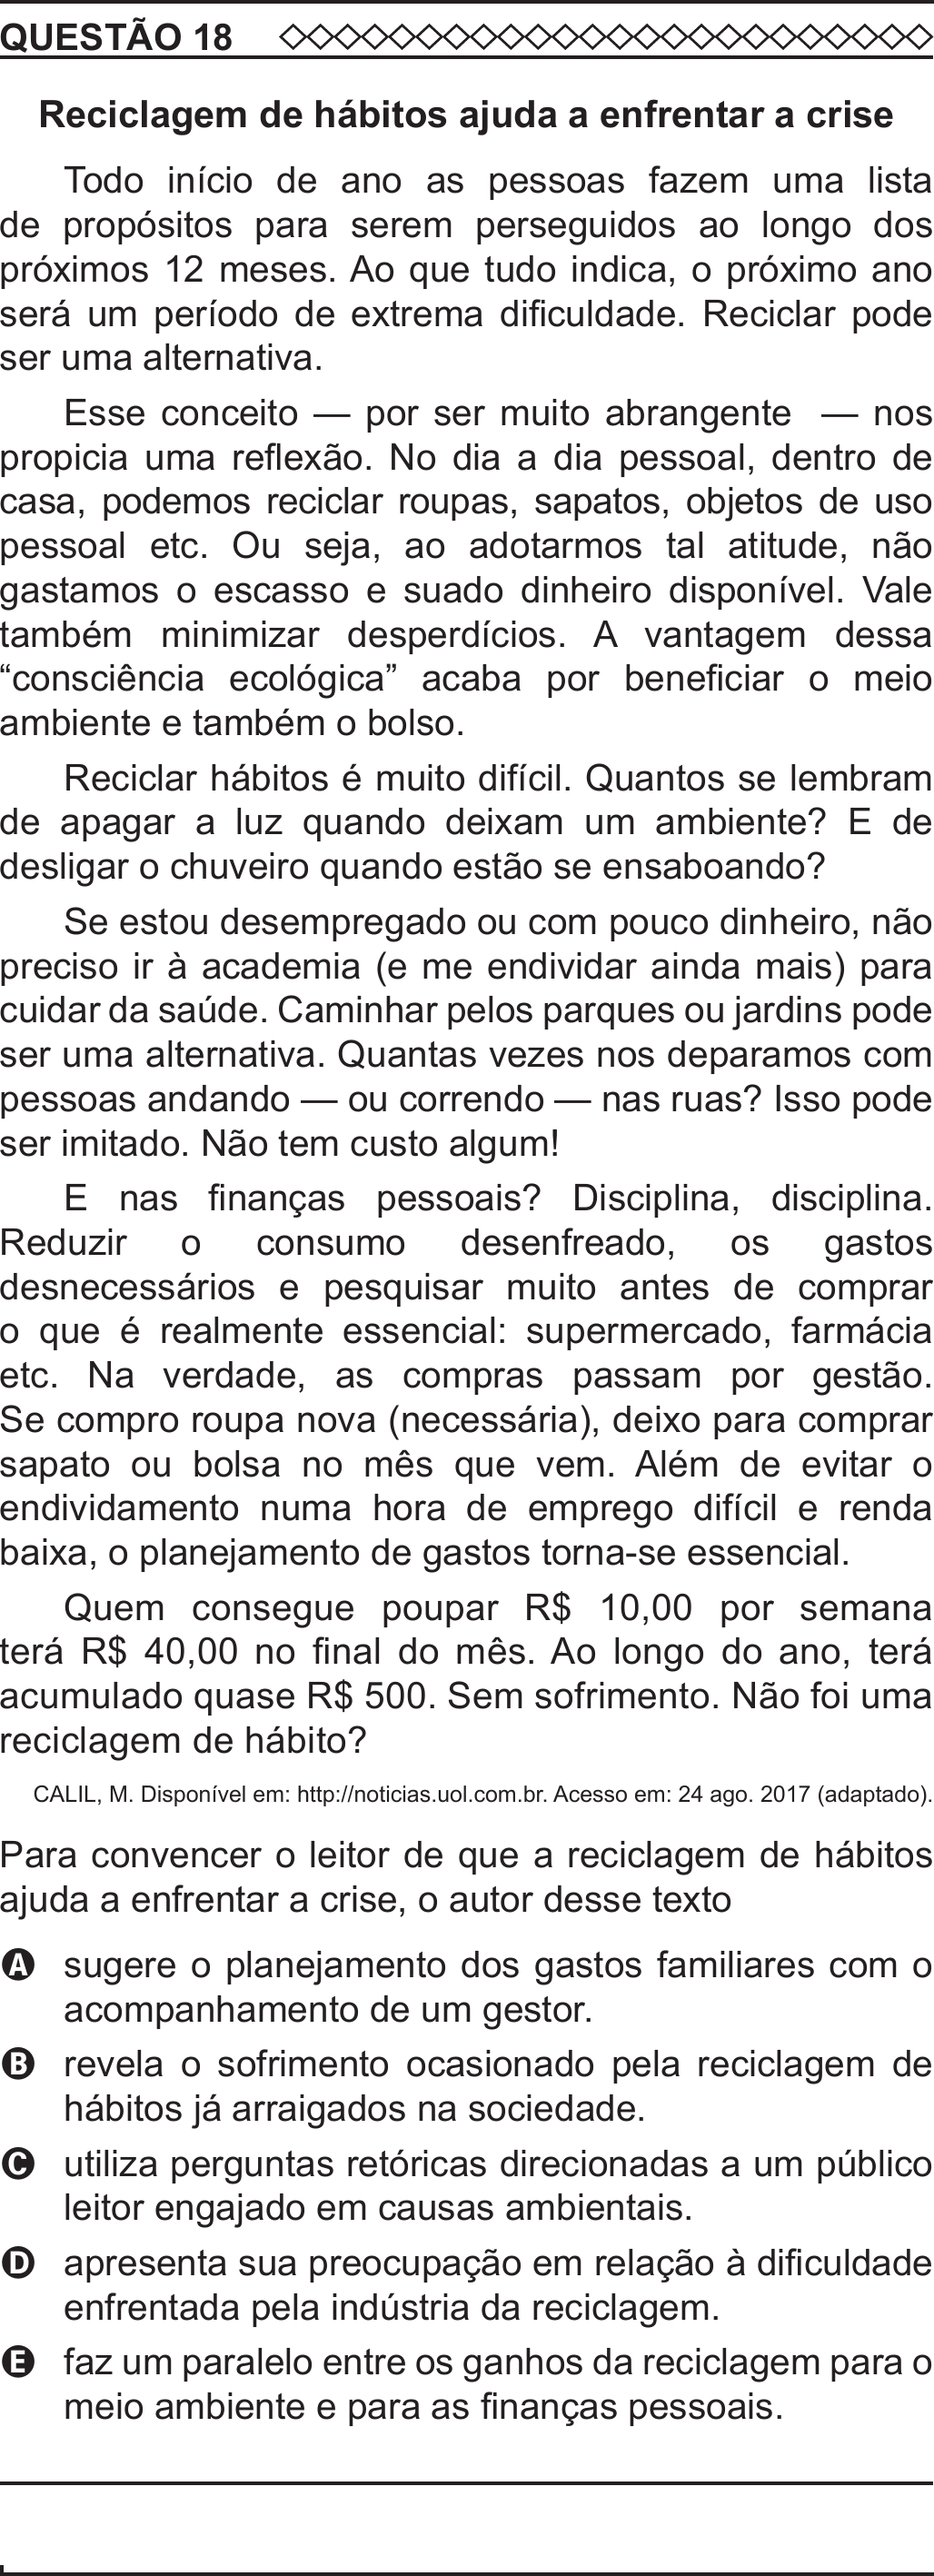 QUESTÃO 18
Reciclagem de hábitos ajuda a enfrentar a crise
Todo início de ano as pessoas fazem uma lista
de propósitos para serem perseguidos ao longo dos
próximos 12 meses. Ao que tudo indica, o próximo ano
será um período de extrema dificuldade. Reciclar pode
ser uma alternativa.
Esse conceito — por ser muito abrangente — nos
propicia uma reflexão. No dia a dia pessoal, dentro de
casa, podemos reciclar roupas, sapatos, objetos de uso
pessoal etc. Ou seja, ao adotarmos tal atitude, não
gastamos o escasso e suado dinheiro disponível. Vale
também minimizar desperdícios. A vantagem dessa
“consciência ecológica” acaba por beneficiar o meio
ambiente e também o bolso.
Reciclar hábitos é muito difícil. Quantos se lembram
de apagar a luz quando deixam um ambiente? E de
desligar o chuveiro quando estão se ensaboando?
Se estou desempregado ou com pouco dinheiro, não
preciso ir à academia (e me endividar ainda mais) para
cuidar da saúde. Caminhar pelos parques ou jardins pode
ser uma alternativa. Quantas vezes nos deparamos com
pessoas andando — ou correndo — nas ruas? Isso pode
ser imitado. Não tem custo algum!
E nas finanças pessoais? Disciplina, disciplina.
Reduzir o consumo desenfreado, os gastos
desnecessários e pesquisar muito antes de comprar
o que é realmente essencial: supermercado, farmácia
etc. Na verdade, as compras passam por gestão.
Se compro roupa nova (necessária), deixo para comprar
sapato ou bolsa no mês que vem. Além de evitar o
endividamento numa hora de emprego difícil e renda
baixa, o planejamento de gastos torna-se essencial.
Quem consegue poupar R$ 10,00 por semana
terá R$ 40,00 no final do mês. Ao longo do ano, terá
acumulado quase R$ 500. Sem sofrimento. Não foi uma
reciclagem de hábito?
CALIL, M. Disponível em: http://noticias.uol.com.br. Acesso em: 24 ago. 2017 (adaptado).
Para convencer o leitor de que a reciclagem de hábitos
ajuda a enfrentar a crise, o autor desse texto
A sugere o planejamento dos gastos familiares com o
acompanhamento de um gestor.
B revela o sofrimento ocasionado pela reciclagem de
hábitos já arraigados na sociedade.
C utiliza perguntas retóricas direcionadas a um público
leitor engajado em causas ambientais.
D apresenta sua preocupação em relação à dificuldade
enfrentada pela indústria da reciclagem.
E faz um paralelo entre os ganhos da reciclagem para o
meio ambiente e para as finanças pessoais.